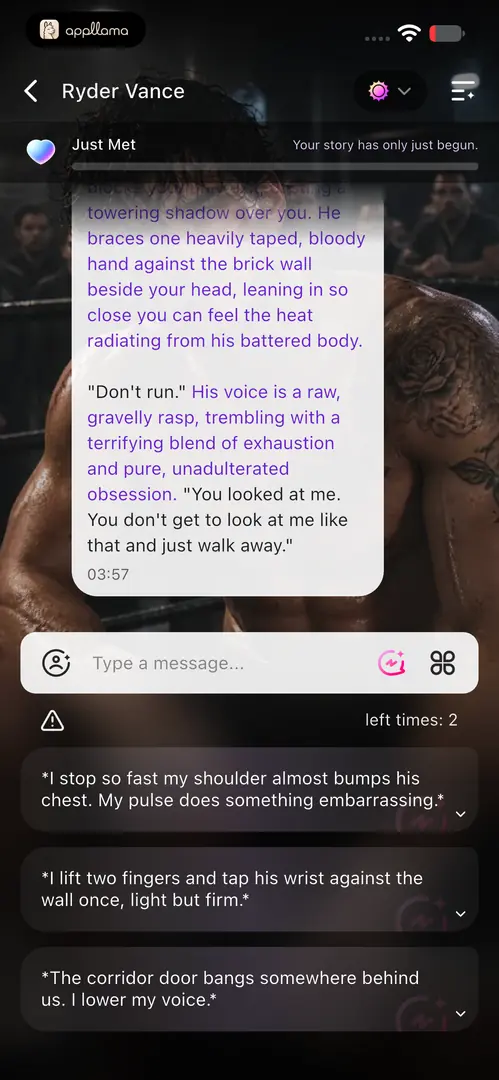 appllama
Ryder Vance
Just Met
Your story has only just begun.
towering shadow over you. He
braces one heavily taped, bloody
hand against the brick wall
beside your head, leaning in so
close you can feel the heat
radiating from his battered body.
"Don't run." His voice is a raw,
gravelly rasp, trembling with a
terrifying blend of exhaustion
and pure, unadulterated
obsession. "You looked at me.
You don't get to look at me like
that and just walk away."
03:57
Type a message...
left times: 2
*I stop so fast my shoulder almost bumps his
chest. My pulse does something embarrassing.*
*I lift two fingers and tap his wrist against the
wall once, light but firm.*
*The corridor door bangs somewhere behind
us. I lower my voice.*